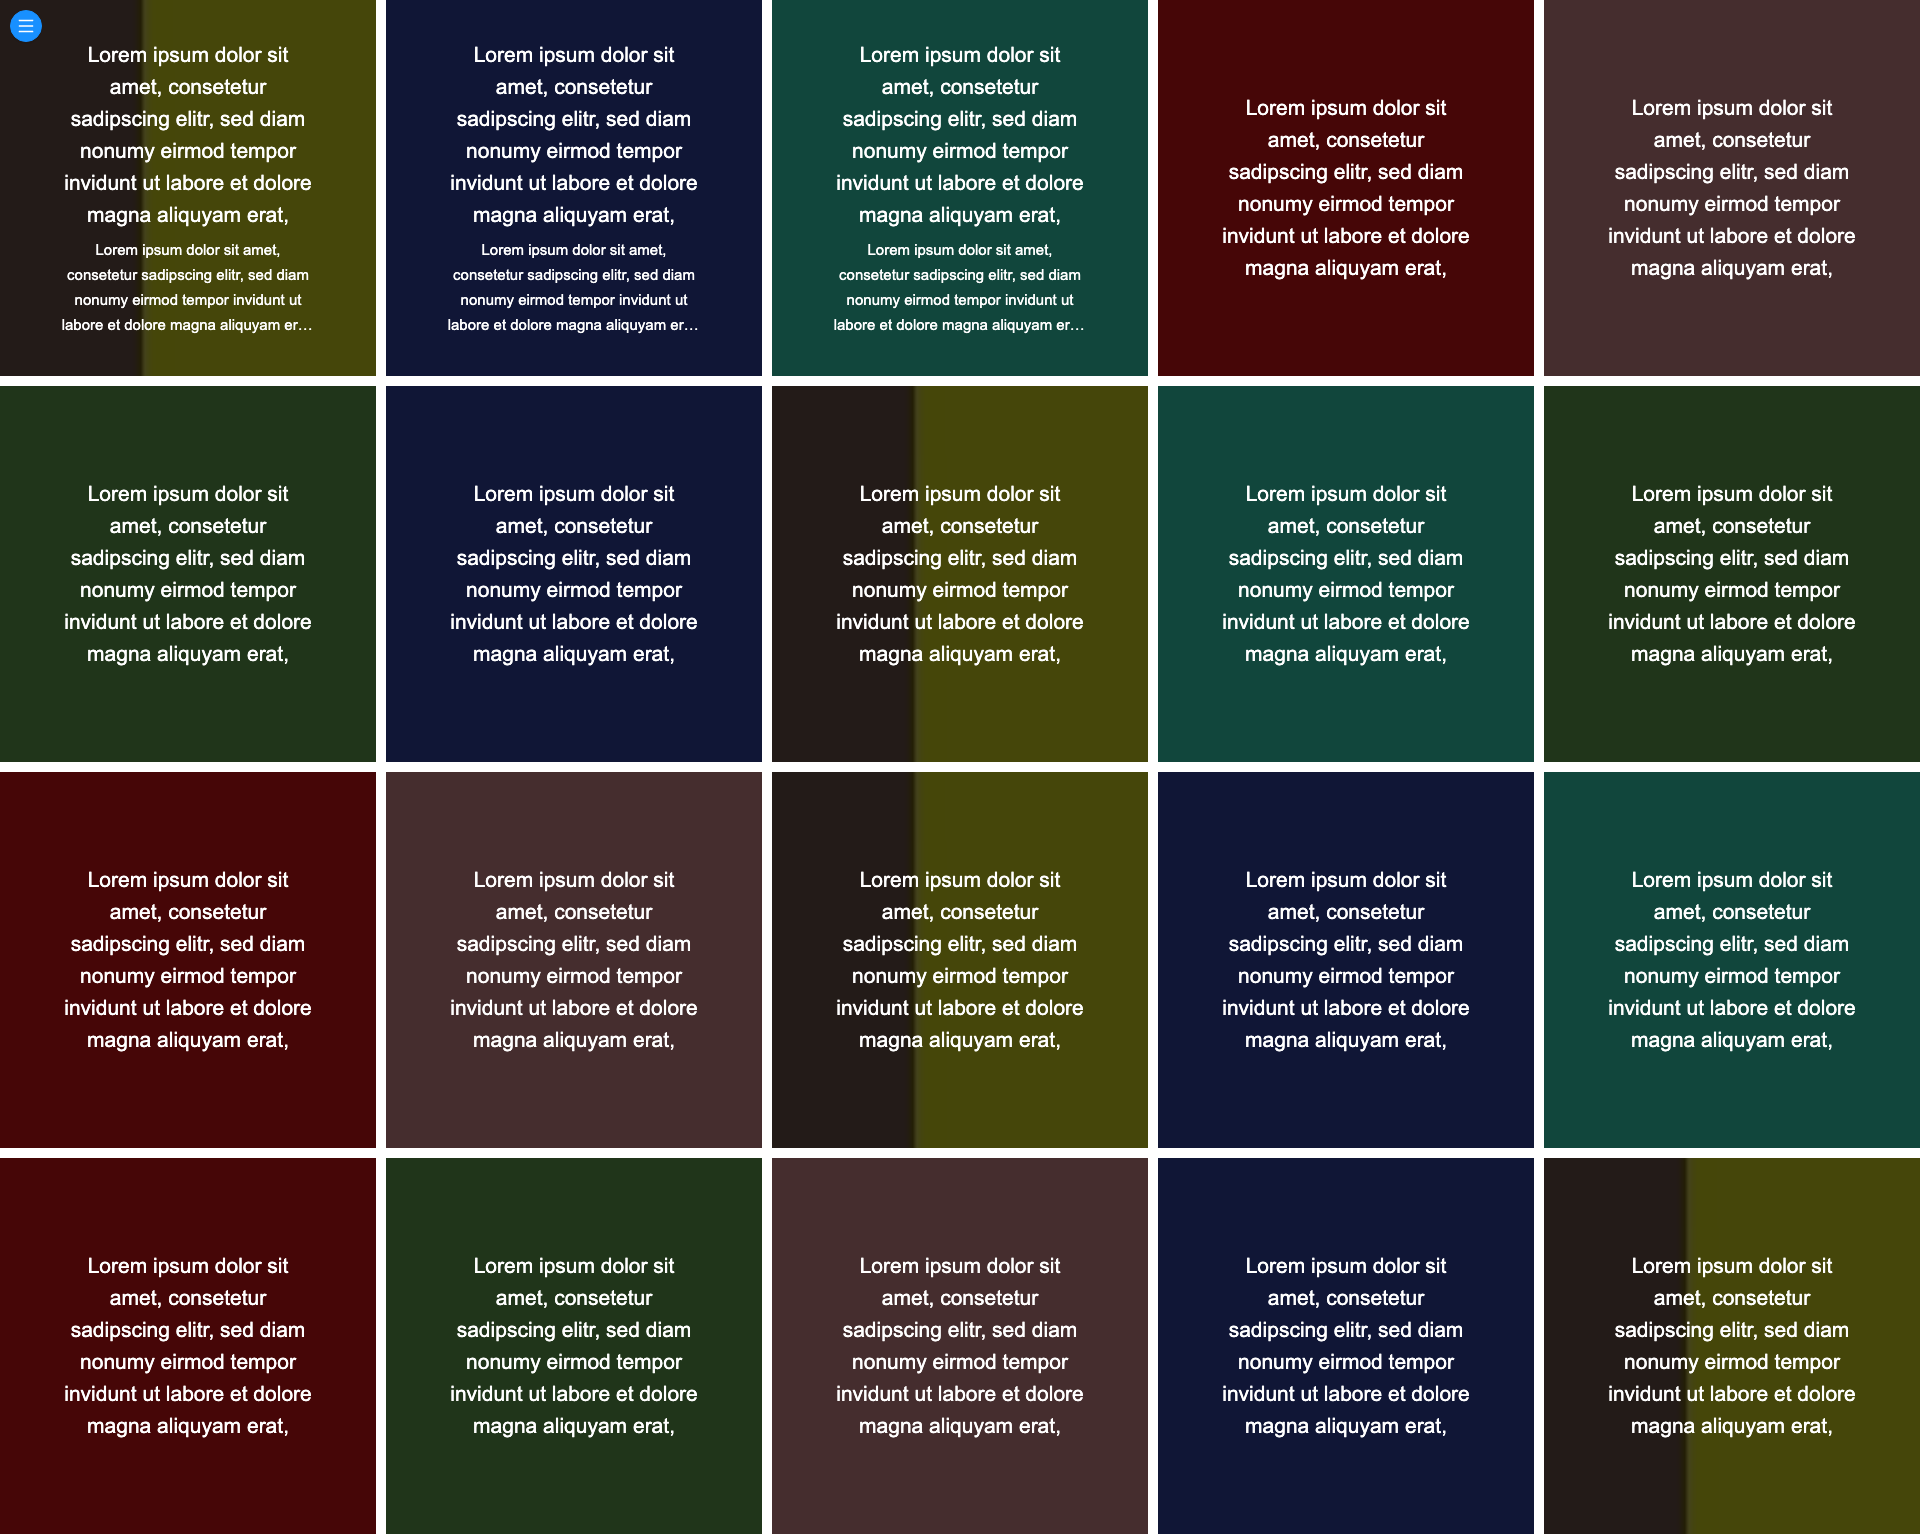 Lorem ipsum dolor sit
amet, consetetur
sadipscing elitr, sed diam
nonumy eirmod tempor
invidunt ut labore et dolore
magna aliquyam erat,
Lorem ipsum dolor sit amet,
consetetur sadipscing elitr, sed diam
nonumy eirmod tempor invidunt ut
labore et dolore magna aliquyam er…
Lorem ipsum dolor sit
amet, consetetur
sadipscing elitr, sed diam
nonumy eirmod tempor
invidunt ut labore et dolore
magna aliquyam erat,
Lorem ipsum dolor sit amet,
consetetur sadipscing elitr, sed diam
nonumy eirmod tempor invidunt ut
labore et dolore magna aliquyam er…
Lorem ipsum dolor sit
amet, consetetur
sadipscing elitr, sed diam
nonumy eirmod tempor
invidunt ut labore et dolore
magna aliquyam erat,
Lorem ipsum dolor sit amet,
consetetur sadipscing elitr, sed diam
nonumy eirmod tempor invidunt ut
labore et dolore magna aliquyam er…
Lorem ipsum dolor sit
amet, consetetur
sadipscing elitr, sed diam
nonumy eirmod tempor
invidunt ut labore et dolore
magna aliquyam erat,
Lorem ipsum dolor sit
amet, consetetur
sadipscing elitr, sed diam
nonumy eirmod tempor
invidunt ut labore et dolore
magna aliquyam erat,
Lorem ipsum dolor sit
amet, consetetur
sadipscing elitr, sed diam
nonumy eirmod tempor
invidunt ut labore et dolore
magna aliquyam erat,
Lorem ipsum dolor sit
amet, consetetur
sadipscing elitr, sed diam
nonumy eirmod tempor
invidunt ut labore et dolore
magna aliquyam erat,
Lorem ipsum dolor sit
amet, consetetur
sadipscing elitr, sed diam
nonumy eirmod tempor
invidunt ut labore et dolore
magna aliquyam erat,
Lorem ipsum dolor sit
amet, consetetur
sadipscing elitr, sed diam
nonumy eirmod tempor
invidunt ut labore et dolore
magna aliquyam erat,
Lorem ipsum dolor sit
amet, consetetur
sadipscing elitr, sed diam
nonumy eirmod tempor
invidunt ut labore et dolore
magna aliquyam erat,
Lorem ipsum dolor sit
amet, consetetur
sadipscing elitr, sed diam
nonumy eirmod tempor
invidunt ut labore et dolore
magna aliquyam erat,
Lorem ipsum dolor sit
amet, consetetur
sadipscing elitr, sed diam
nonumy eirmod tempor
invidunt ut labore et dolore
magna aliquyam erat,
Lorem ipsum dolor sit
amet, consetetur
sadipscing elitr, sed diam
nonumy eirmod tempor
invidunt ut labore et dolore
magna aliquyam erat,
Lorem ipsum dolor sit
amet, consetetur
sadipscing elitr, sed diam
nonumy eirmod tempor
invidunt ut labore et dolore
magna aliquyam erat,
Lorem ipsum dolor sit
amet, consetetur
sadipscing elitr, sed diam
nonumy eirmod tempor
invidunt ut labore et dolore
magna aliquyam erat,
Lorem ipsum dolor sit
amet, consetetur
sadipscing elitr, sed diam
nonumy eirmod tempor
invidunt ut labore et dolore
magna aliquyam erat,
Lorem ipsum dolor sit
amet, consetetur
sadipscing elitr, sed diam
nonumy eirmod tempor
invidunt ut labore et dolore
magna aliquyam erat,
Lorem ipsum dolor sit
amet, consetetur
sadipscing elitr, sed diam
nonumy eirmod tempor
invidunt ut labore et dolore
magna aliquyam erat,
Lorem ipsum dolor sit
amet, consetetur
sadipscing elitr, sed diam
nonumy eirmod tempor
invidunt ut labore et dolore
magna aliquyam erat,
Lorem ipsum dolor sit
amet, consetetur
sadipscing elitr, sed diam
nonumy eirmod tempor
invidunt ut labore et dolore
magna aliquyam erat,